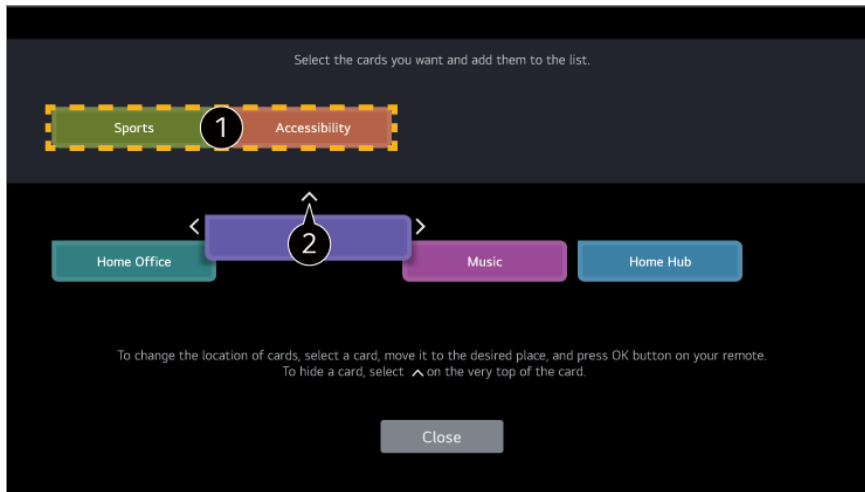 Select the cards you want and add them to the list.
Sports
1
Accessibility
2
Home Office
Music
Home Hub
To change the location of cards, select a card, move it to the desired place, and press OK button on your remote.
To hide a card, select ︿ on the very top of the card.
Close